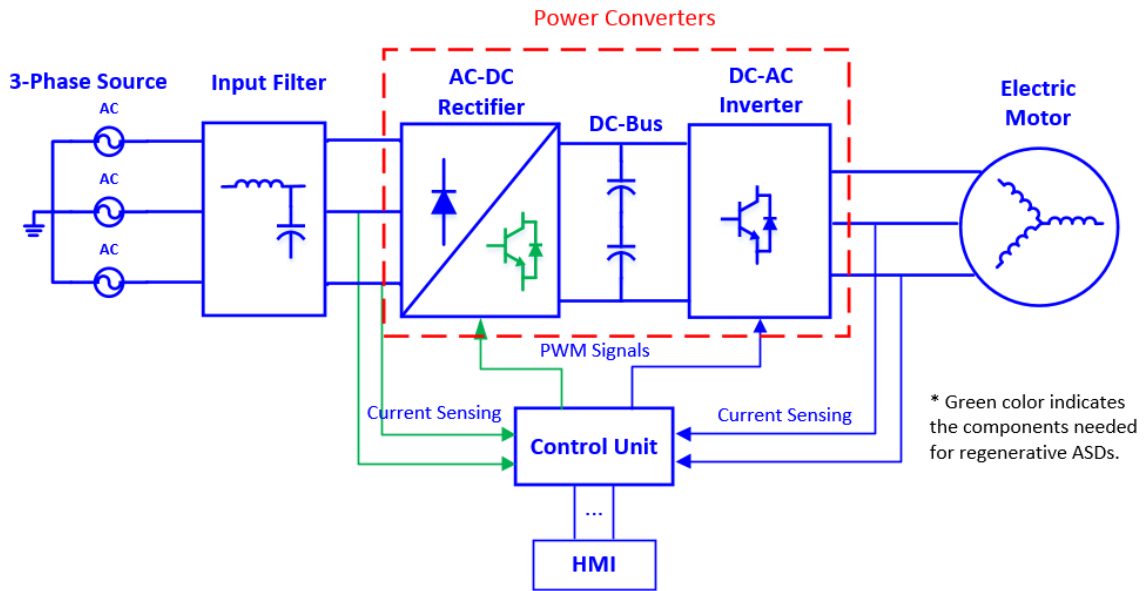 Power Converters
3-Phase Source
Input Filter
AC-DC
Rectifier
DC-Bus
DC-AC
Inverter
Electric
Motor
AC
AC
AC
PWM Signals
Current Sensing
Current Sensing
Control Unit
...
HMI
* Green color indicates
the components needed
for regenerative ASDs.